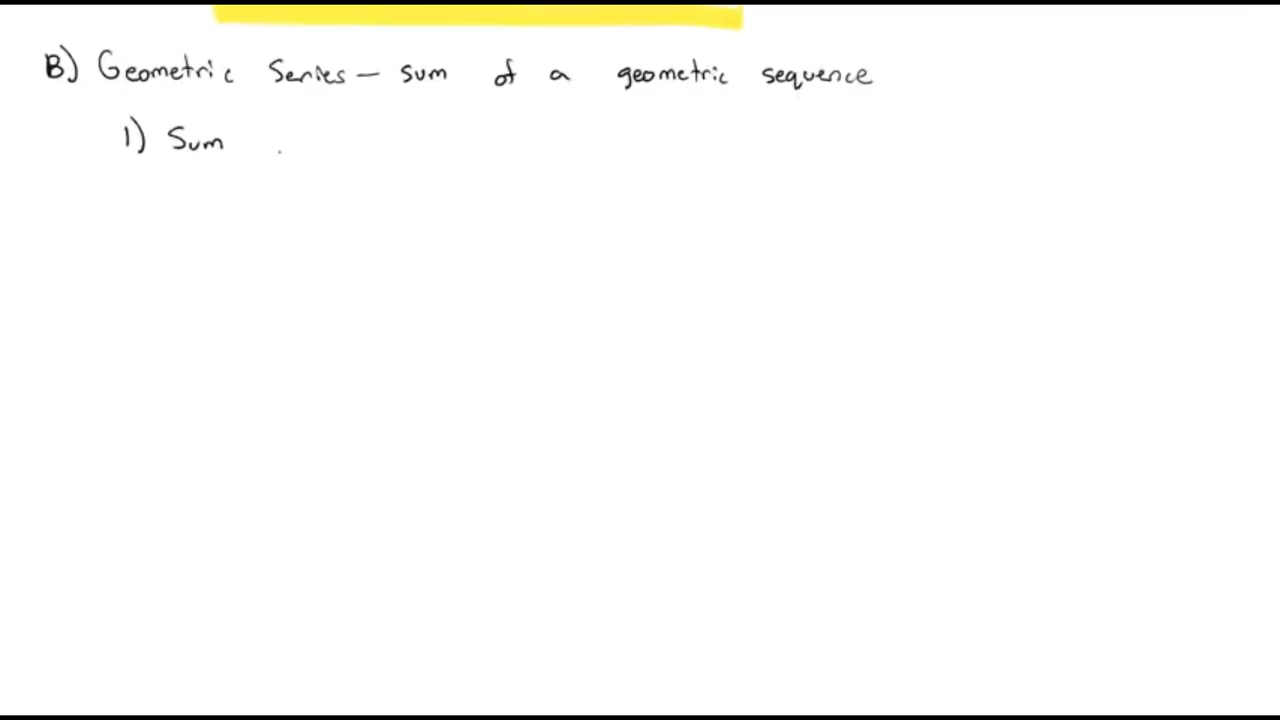 B) Geometric Series — sum of a geometric sequence
1) Sum